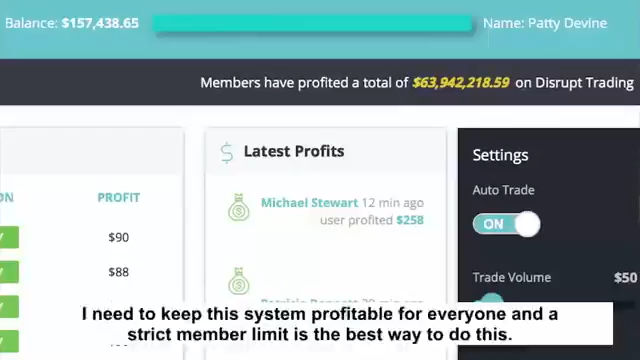 Balance: $157,438.65
Name: Patty Devine
Members have profited a total of $63,942,218.59 on Disrupt Trading
Latest Profits
Settings
ON
PROFIT
Michael Stewart 12 min ago
user profited $258
Auto Trade
ON
$90
$88
Trade Volume $50
I need to keep this system profitable for everyone and a
strict member limit is the best way to do this.